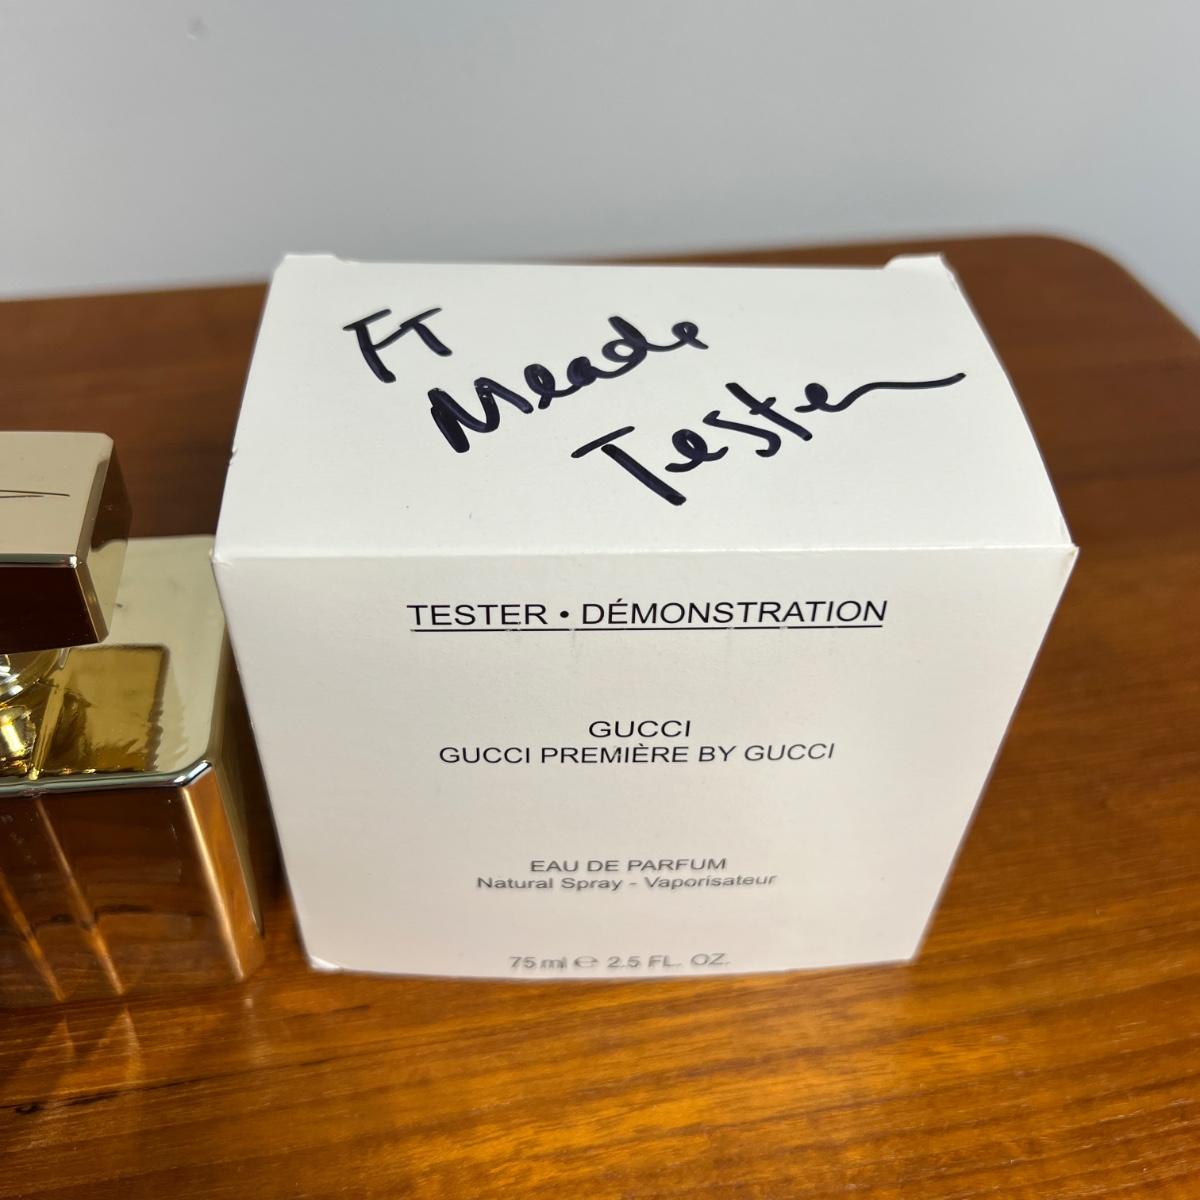 FT
Meade
Tester
TESTER • DÉMONSTRATION
GUCCI
GUCCI PREMIÈRE BY GUCCI
EAU DE PARFUM
Natural Spray - Vaporisateur
75 ml ℮ 2.5 FL. OZ.